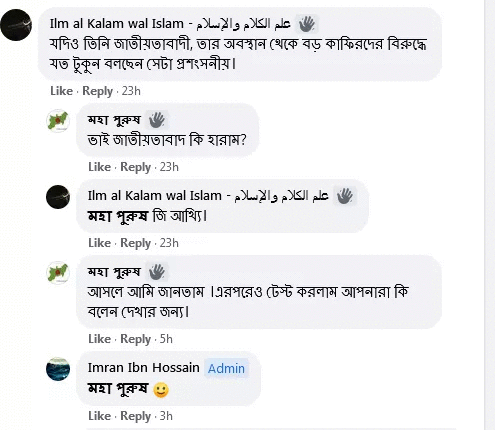 Ilm al Kalam wal Islam - علم الكلام والإسلام
যদিও তিনি জাতীয়তাবাদী, তার অবস্থান থেকে বড় কাফিরদের বিরুদ্ধে
যত টুকুন বলছেন সেটা প্রশংসনীয়।
Like · Reply · 23h
মহা পুরুষ
ভাই জাতীয়তাবাদ কি হারাম?
Like · Reply · 23h
Ilm al Kalam wal Islam - علم الكلام والإسلام
মহা পুরুষ জি আখ্যি।
Like · Reply · 23h
মহা পুরুষ
আসলে আমি জানতাম ।এরপরেও টেস্ট করলাম আপনারা কি
বলেন দেখার জন্য।
Like · Reply · 5h
Imran Ibn Hossain Admin
মহা পুরুষ 🙂
Like · Reply · 3h